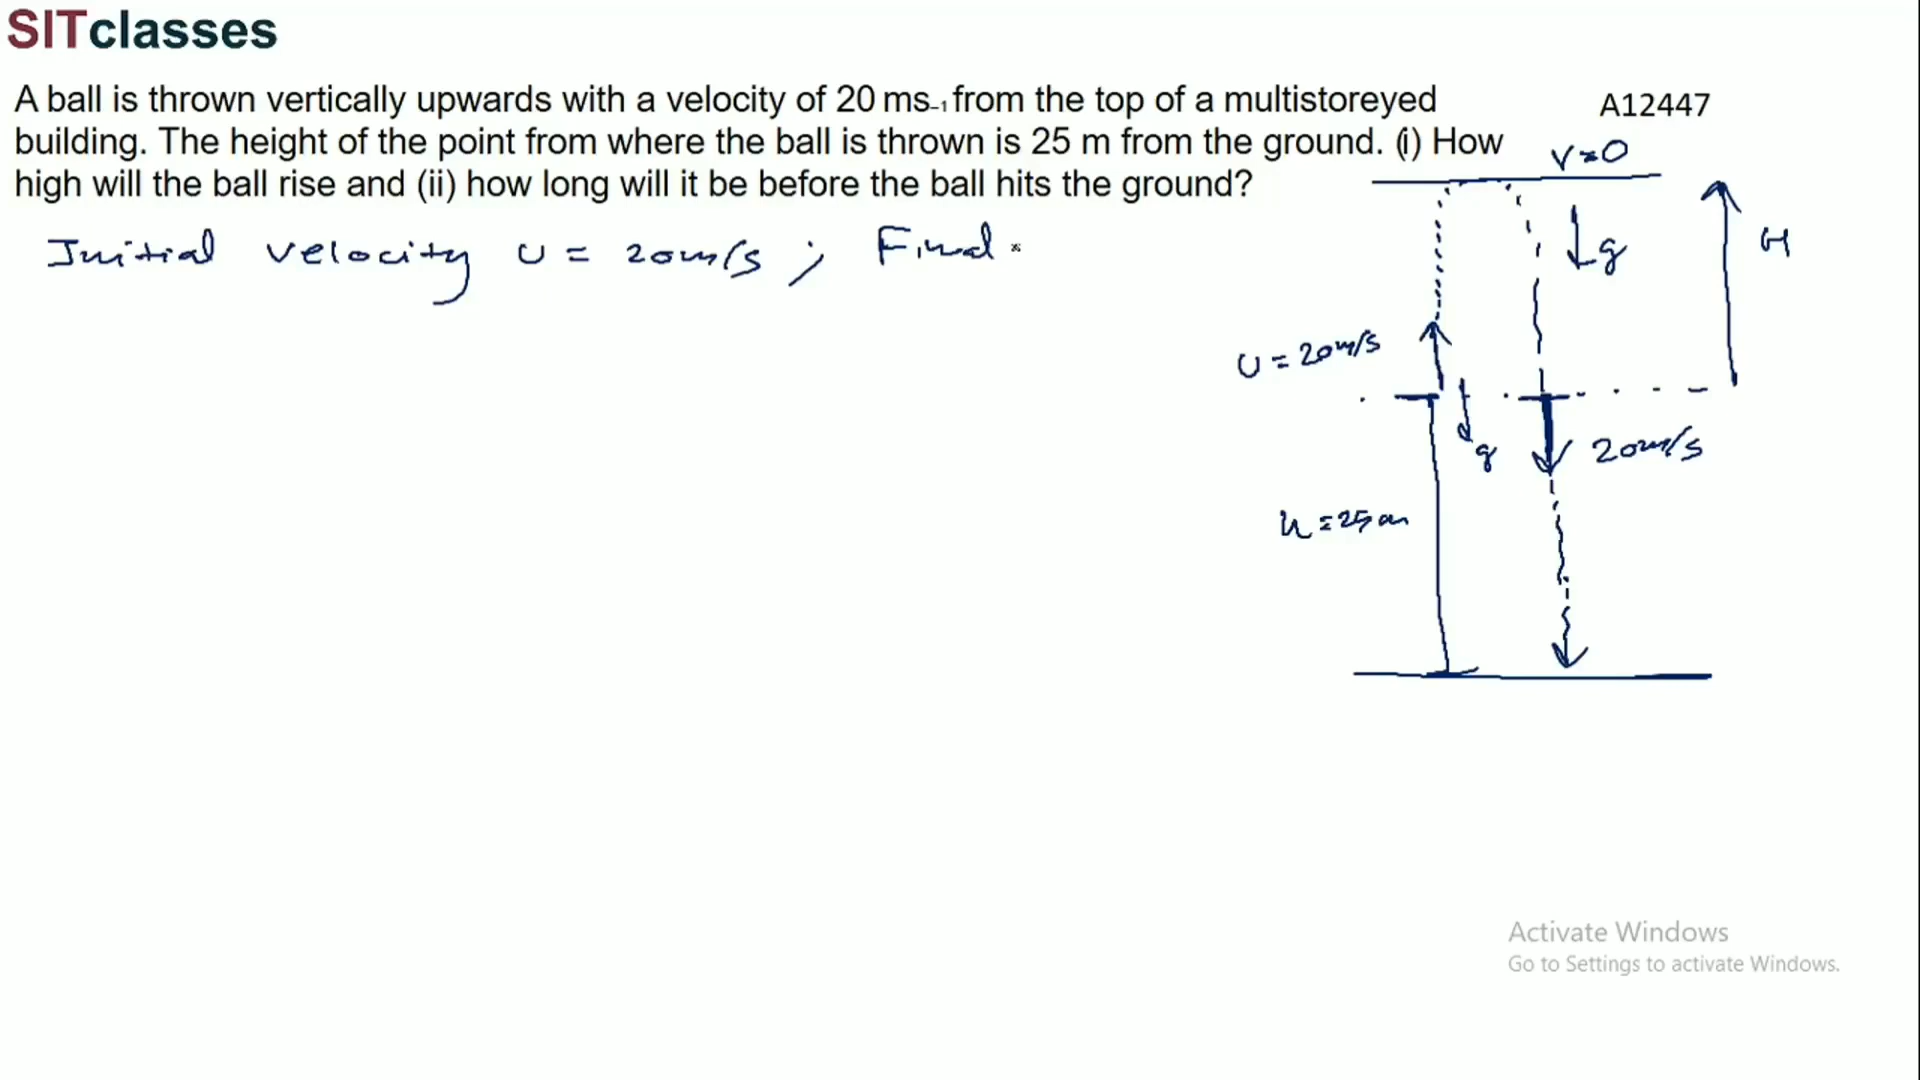 SITclasses
A ball is thrown vertically upwards with a velocity of 20 ms-1 from the top of a multistoreyed
building. The height of the point from where the ball is thrown is 25 m from the ground. (i) How
high will the ball rise and (ii) how long will it be before the ball hits the ground?
A12447
V=0
Initial velocity U = 20m/s ; Final
g
H
U = 20m/s
g
20m/s
h = 25m
Activate Windows
Go to Settings to activate Windows.